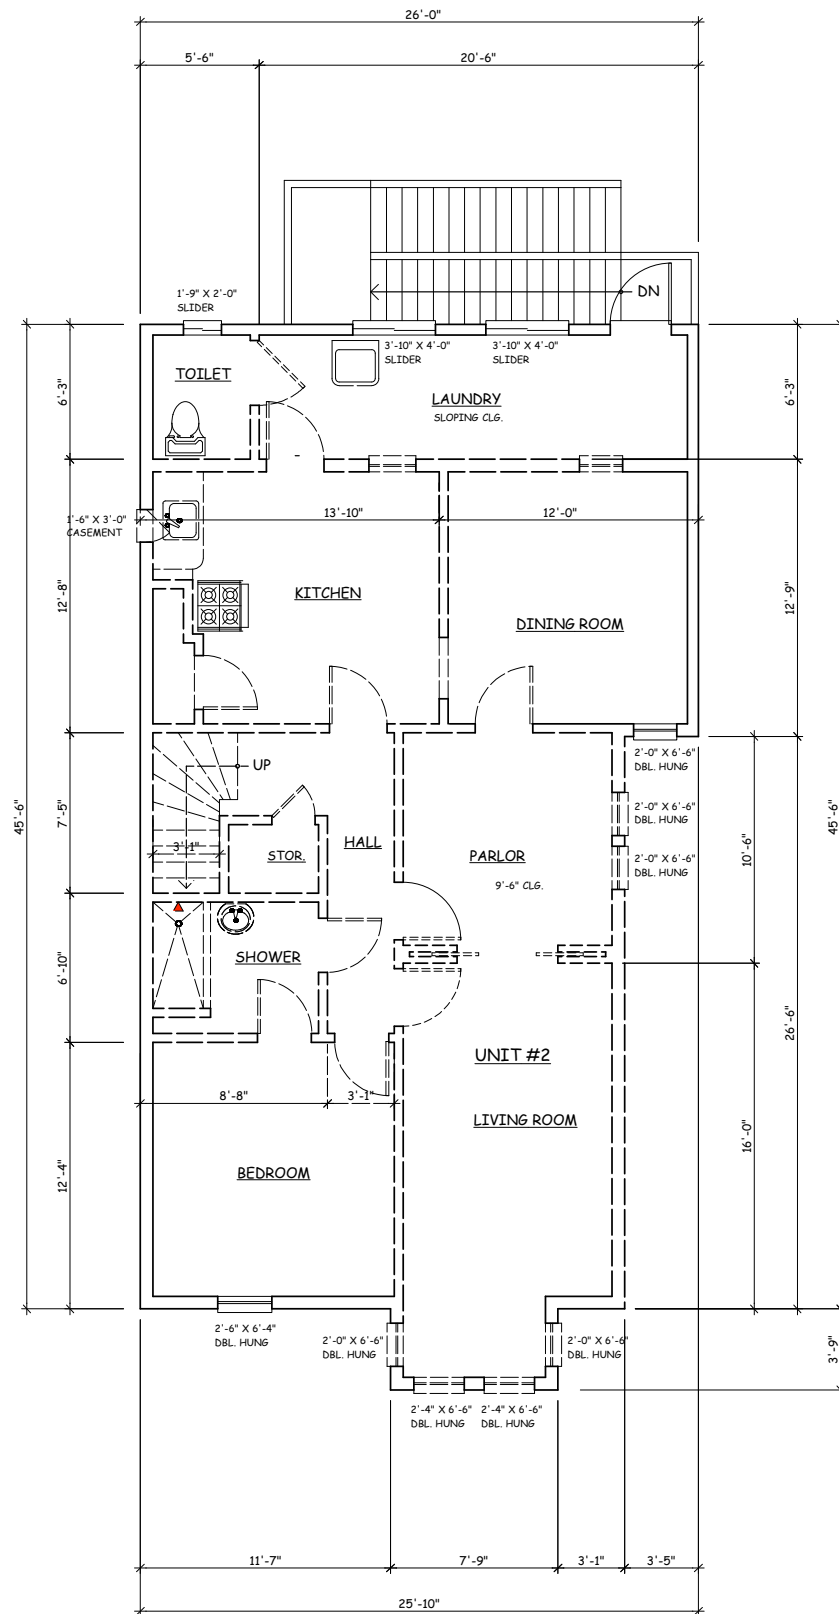 26'-0"
5'-6"
20'-6"
1'-9" X 2'-0"
SLIDER
DN
3'-10" X 4'-0"
SLIDER
3'-10" X 4'-0"
SLIDER
TOILET
LAUNDRY
SLOPING CLG.
6'-3"
6'-3"
1'-6" X 3'-0"
CASEMENT
13'-10"
12'-0"
KITCHEN
DINING ROOM
12'-8"
12'-9"
2'-0" X 6'-6"
DBL. HUNG
UP
2'-0" X 6'-6"
DBL. HUNG
45'-6"
7'-5"
3'-1"
STOR.
HALL
PARLOR
9'-6" CLG.
2'-0" X 6'-6"
DBL. HUNG
10'-6"
45'-6"
SHOWER
6'-10"
26'-6"
UNIT #2
8'-8"
3'-1"
LIVING ROOM
16'-0"
BEDROOM
12'-4"
2'-6" X 6'-4"
DBL. HUNG
2'-0" X 6'-6"
DBL. HUNG
2'-0" X 6'-6"
DBL. HUNG
3'-9"
2'-4" X 6'-6"
DBL. HUNG
2'-4" X 6'-6"
DBL. HUNG
11'-7"
7'-9"
3'-1"
3'-5"
25'-10"